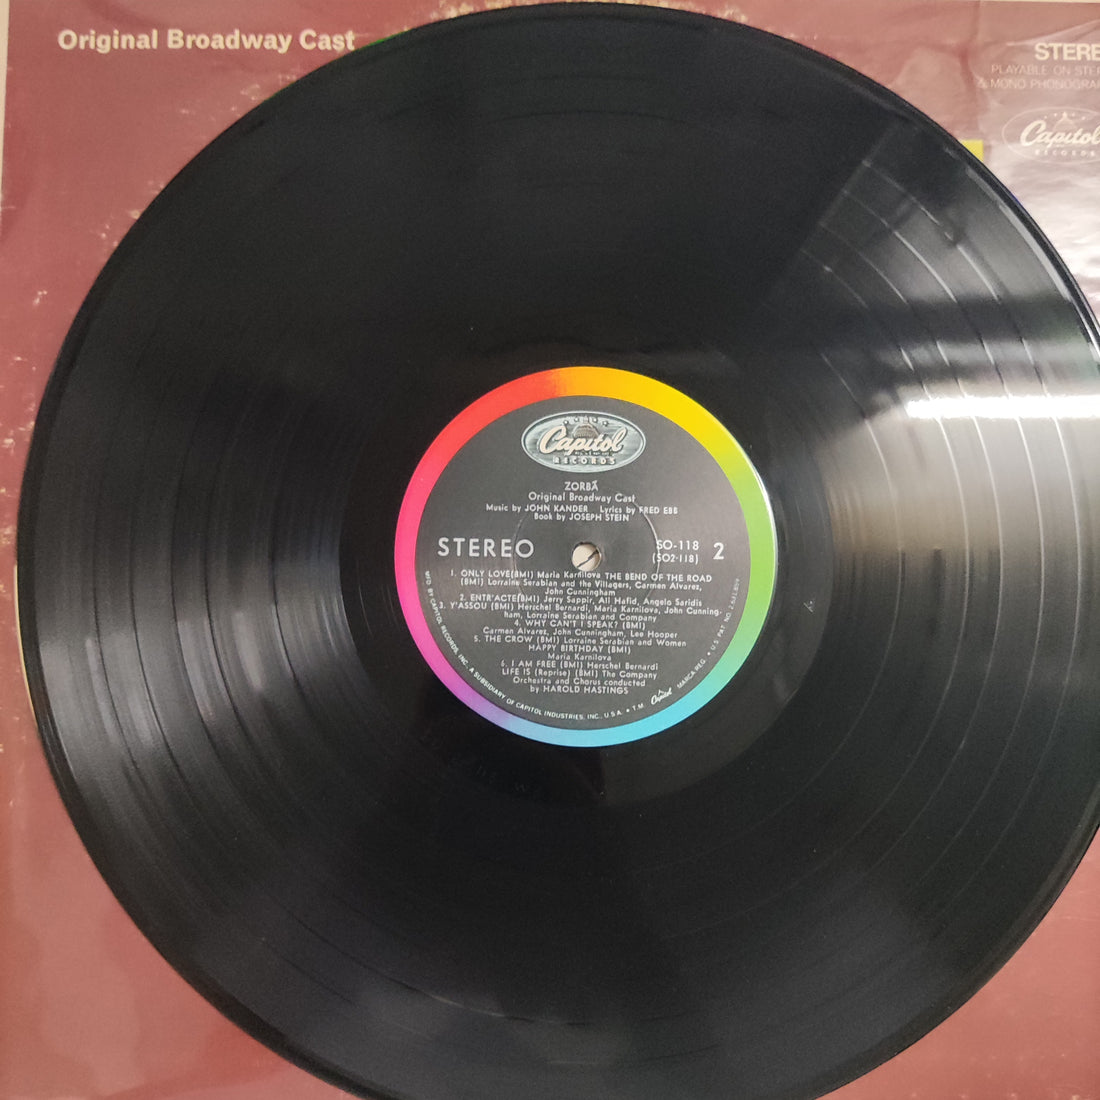 Original Broadway Cast
STERE
PLAYABLE ON STER
& MONO PHONOGRAP
Capitol
RECORDS
Capitol
RECORDS
ZORBÁ
Original Broadway Cast
Music by JOHN KANDER Lyrics by FRED EBB
Book by JOSEPH STEIN
STEREO
SO-118 2
(SO2-118)
1. ONLY LOVE(BMI) Maria Karnilova THE BEND OF THE ROAD
(BMI) Lorraine Serabian and the Villagers, Carmen Alvarez,
John Cunningham
2. ENTR'ACTE(BMI) Jerry Sappir, Ali Hafid, Angelo Saridis
3. Y'ASSOU (BMI) Herschel Bernardi, Maria Karnilova, John Cunning-
ham, Lorraine Serabian and Company
4. WHY CAN'T I SPEAK? (BMI)
Carmen Alvarez, John Cunningham, Lee Hooper
5. THE CROW (BMI) Lorraine Serabian and Women
HAPPY BIRTHDAY (BMI)
Maria Karnilova
6. I AM FREE (BMI) Herschel Bernardi
LIFE IS (Reprise) (BMI) The Company
Orchestra and Chorus conducted
by HAROLD HASTINGS
MFD. BY CAPITOL RECORDS, INC., A SUBSIDIARY OF CAPITOL INDUSTRIES, INC., U.S.A. • T.M. Capitol MARCA REG. • U.S. PAT. NO. 2,631,859